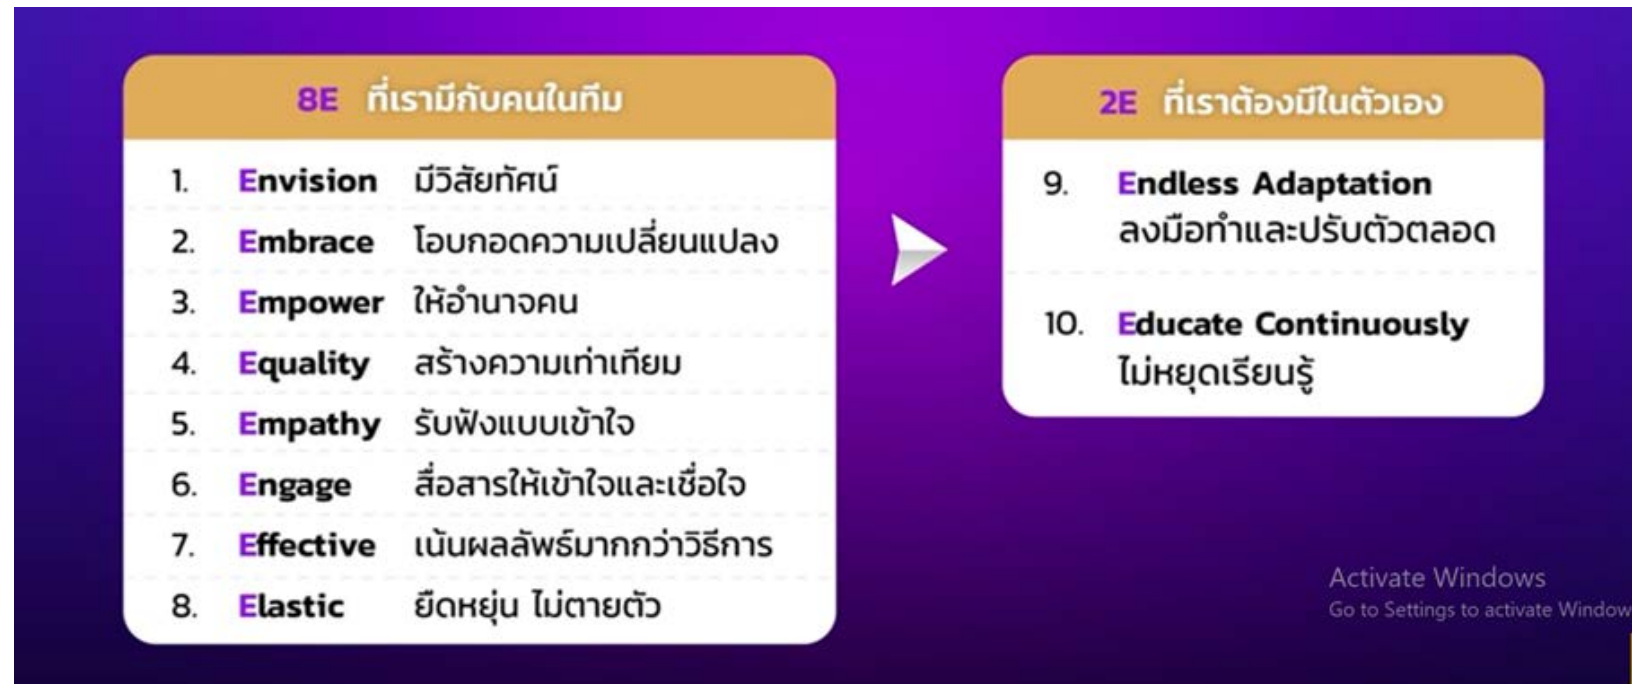 8E ที่เรามีกับคนในทีม
1. Envision มีวิสัยทัศน์
2. Embrace โอบกอดความเปลี่ยนแปลง
3. Empower ให้อำนาจคน
4. Equality สร้างความเท่าเทียม
5. Empathy รับฟังแบบเข้าใจ
6. Engage สื่อสารให้เข้าใจและเชื่อใจ
7. Effective เน้นผลลัพธ์มากกว่าวิธีการ
8. Elastic ยืดหยุ่น ไม่ตายตัว
2E ที่เราต้องมีในตัวเอง
9. Endless Adaptation
ลงมือทำและปรับตัวตลอด
10. Educate Continuously
ไม่หยุดเรียนรู้
Activate Windows
Go to Settings to activate Window